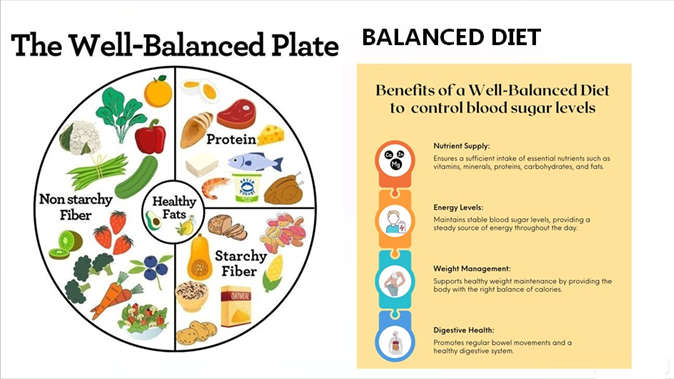 The Well-Balanced Plate
Protein
Non starchy
Fiber
Healthy
Fats
Starchy
Fiber
OATMEAL
BALANCED DIET
Benefits of a Well-Balanced Diet
to control blood sugar levels
Nutrient Supply:
Ensures a sufficient intake of essential nutrients such as
vitamins, minerals, proteins, carbohydrates, and fats.
Mg
Energy Levels:
Maintains stable blood sugar levels, providing a
steady source of energy throughout the day.
Weight Management:
Supports healthy weight maintenance by providing the
body with the right balance of calories.
Digestive Health:
Promotes regular bowel movements and a
healthy digestive system.